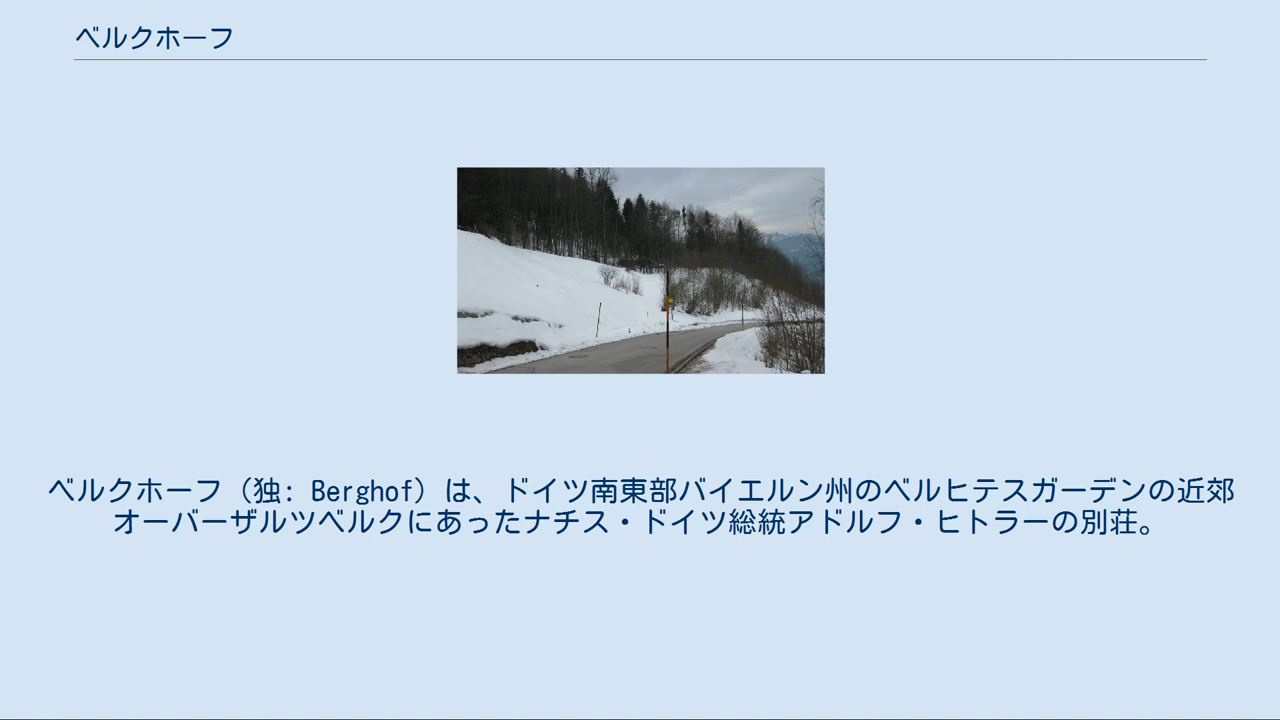 ベルクホーフ
ベルクホーフ（独: Berghof）は、ドイツ南東部バイエルン州のベルヒテスガーデンの近郊
オーバーザルツベルクにあったナチス・ドイツ総統アドルフ・ヒトラーの別荘。